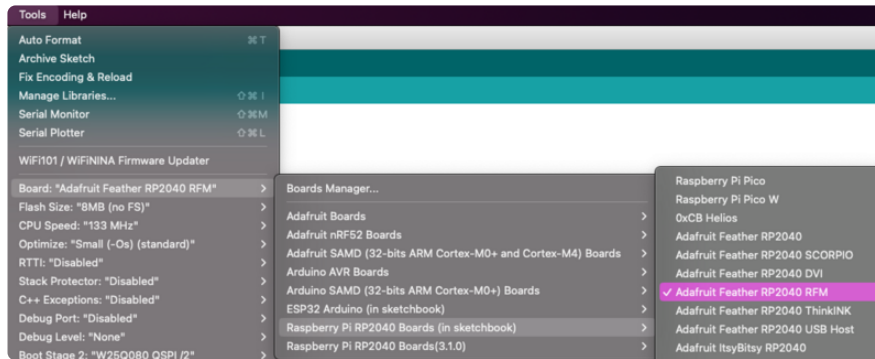 Tools Help
Auto Format ⌘T
Archive Sketch
Fix Encoding & Reload
Manage Libraries... ⇧⌘I
Serial Monitor ⇧⌘M
Serial Plotter ⇧⌘L
WiFi101 / WiFiNINA Firmware Updater
Board: "Adafruit Feather RP2040 RFM" >
Flash Size: "8MB (no FS)" >
CPU Speed: "133 MHz" >
Optimize: "Small (-Os) (standard)" >
RTTI: "Disabled" >
Stack Protector: "Disabled" >
C++ Exceptions: "Disabled" >
Debug Port: "Disabled" >
Debug Level: "None" >
Boot Stage 2: "W25Q080 QSPI /2" >
Boards Manager...
Adafruit Boards >
Adafruit nRF52 Boards >
Adafruit SAMD (32-bits ARM Cortex-M0+ and Cortex-M4) Boards >
Arduino AVR Boards >
Arduino SAMD (32-bits ARM Cortex-M0+) Boards >
ESP32 Arduino (in sketchbook) >
Raspberry Pi RP2040 Boards (in sketchbook) >
Raspberry Pi RP2040 Boards(3.1.0) >
Raspberry Pi Pico
Raspberry Pi Pico W
0xCB Helios
Adafruit Feather RP2040
Adafruit Feather RP2040 SCORPIO
Adafruit Feather RP2040 DVI
✓ Adafruit Feather RP2040 RFM
Adafruit Feather RP2040 ThinkINK
Adafruit Feather RP2040 USB Host
Adafruit ItsyBitsy RP2040